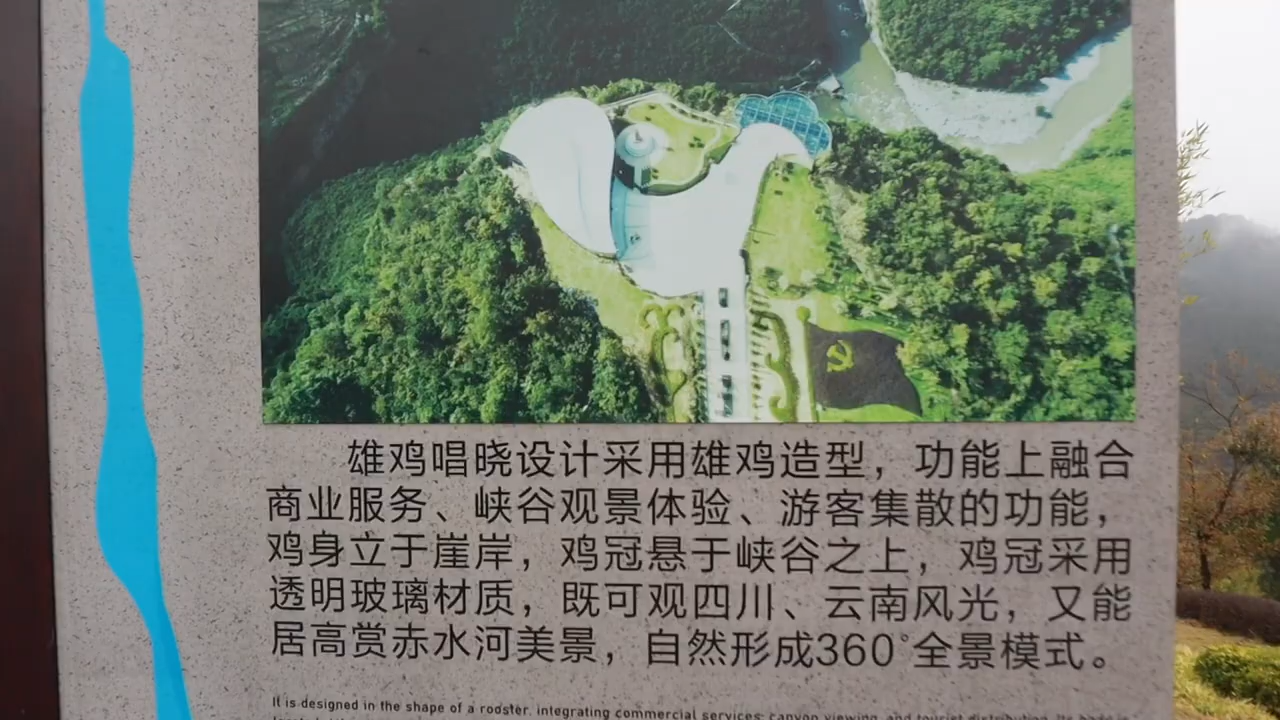 雄鸡唱晓设计采用雄鸡造型，功能上融合
商业服务、峡谷观景体验、游客集散的功能，
鸡身立于崖岸，鸡冠悬于峡谷之上，鸡冠采用
透明玻璃材质，既可观四川、云南风光，又能
居高赏赤水河美景，自然形成360°全景模式。
It is designed in the shape of a rooster, integrating commercial services, canyon viewing, and tourist distribution.